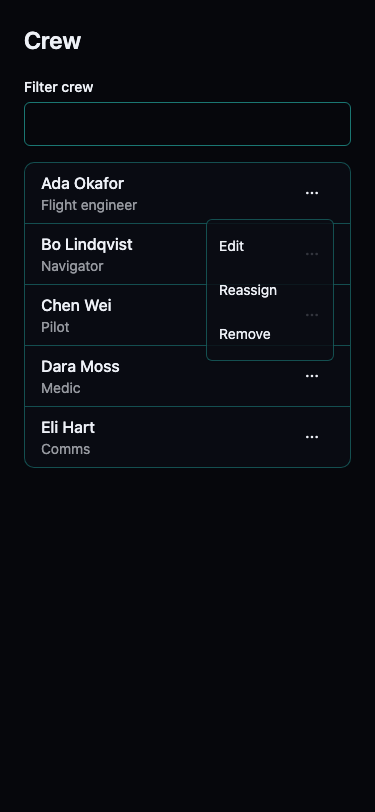 Crew
Filter crew
Ada Okafor
...
Flight engineer
Bo Lindqvist
...
Navigator
Chen Wei
...
Pilot
Edit
Reassign
Remove
Dara Moss
...
Medic
Eli Hart
...
Comms